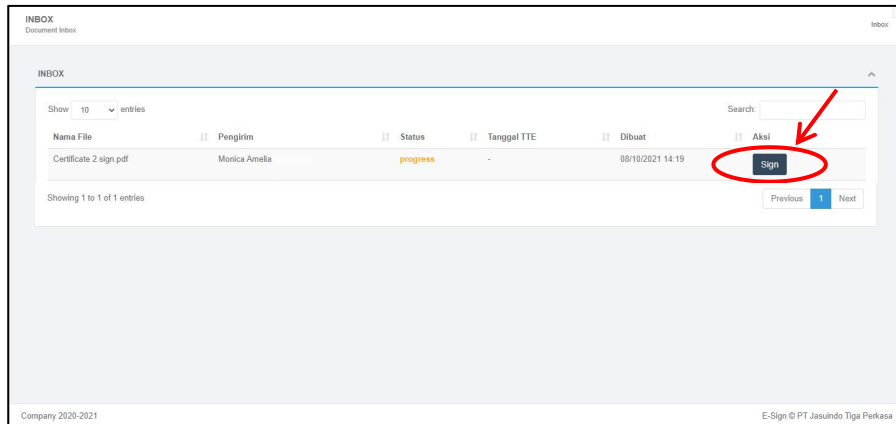 INBOX
Document Inbox
Inbox
INBOX
Show 10 entries
Search:
Nama File Pengirim Status Tanggal TTE Dibuat Aksi
Certificate 2 sign.pdf Monica Amelia progress - 08/10/2021 14:19 Sign
Showing 1 to 1 of 1 entries
Previous 1 Next
Company 2020-2021
E-Sign © PT Jasuindo Tiga Perkasa